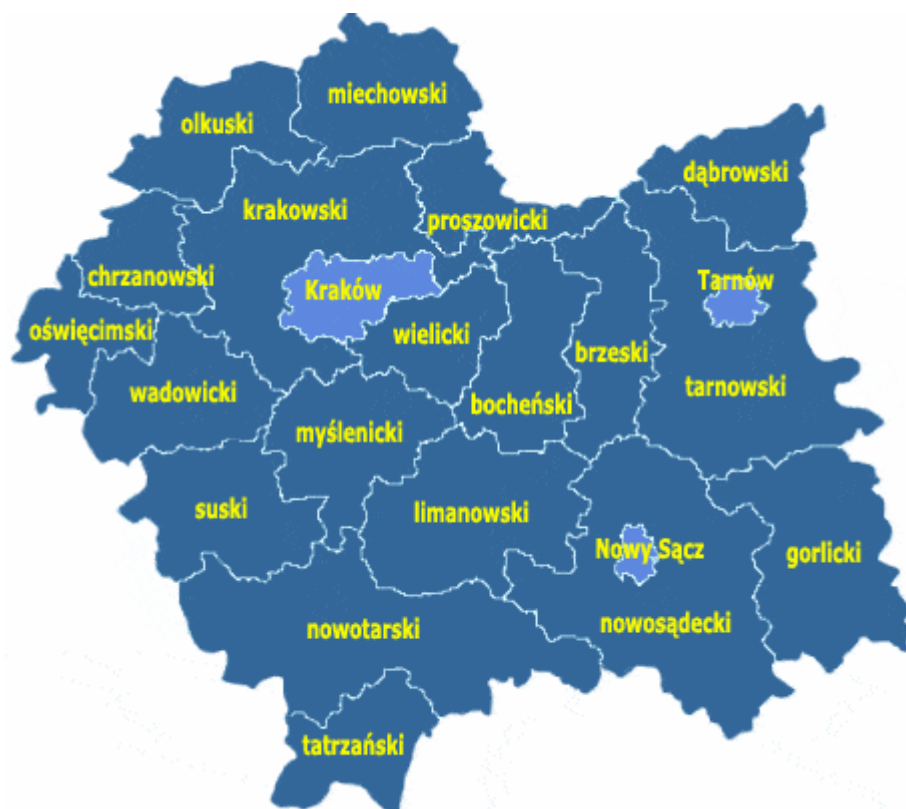 miechowski
olkuski
dąbrowski
krakowski
proszowicki
chrzanowski
Kraków
Tarnów
oświęcimski
wielicki
brzeski
wadowicki
tarnowski
bocheński
myślenicki
suski
limanowski
Nowy Sącz
gorlicki
nowotarski
nowosądecki
tatrzański